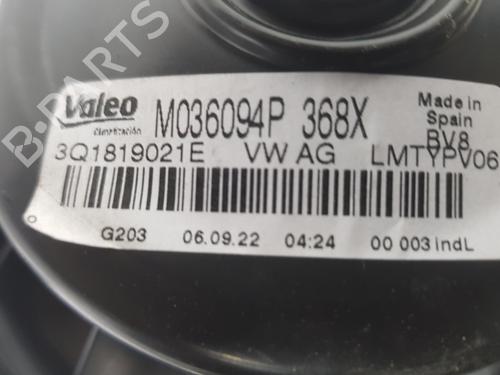 B-PARTS
Valeo M036094P 368X Made in Spain
Climatización BV8
3Q1819021E VW AG LMTYPV06
G203 06.09.22 04:24 00 003 indL